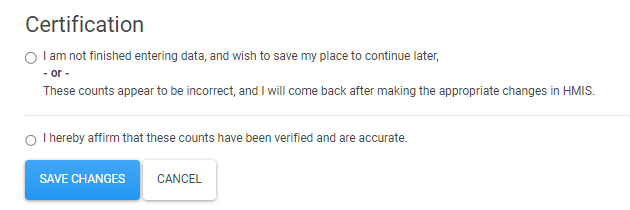 Certification
I am not finished entering data, and wish to save my place to continue later,
- or -
These counts appear to be incorrect, and I will come back after making the appropriate changes in HMIS.
I hereby affirm that these counts have been verified and are accurate.
SAVE CHANGES CANCEL